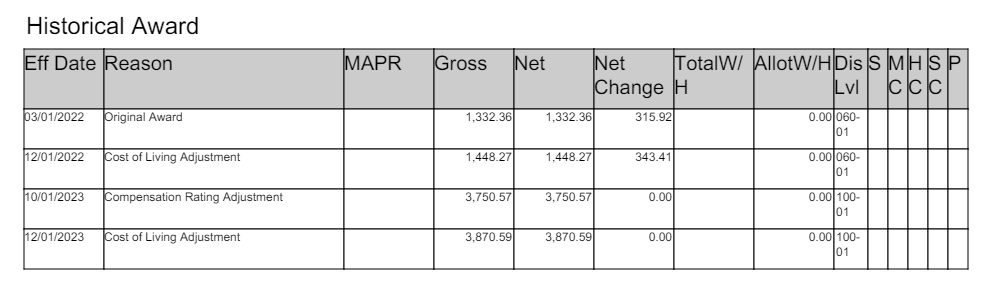 Historical Award
Eff Date Reason MAPR Gross Net Net Change TotalW/H AllotW/H Dis Lvl S MC HC SC P
03/01/2022 Original Award 1,332.36 1,332.36 315.92 0.00 060-01
12/01/2022 Cost of Living Adjustment 1,448.27 1,448.27 343.41 0.00 060-01
10/01/2023 Compensation Rating Adjustment 3,750.57 3,750.57 0.00 0.00 100-01
12/01/2023 Cost of Living Adjustment 3,870.59 3,870.59 0.00 0.00 100-01